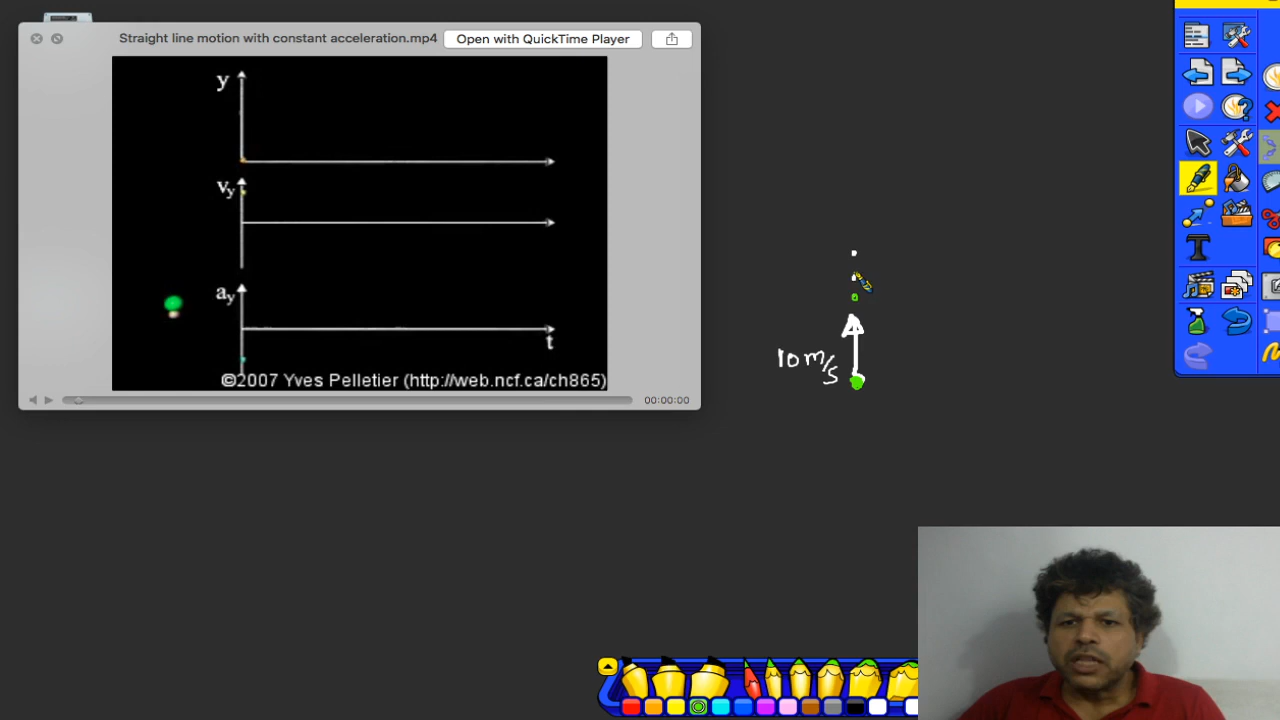 Straight line motion with constant acceleration.mp4
Open with QuickTime Player
y
vy
ay
t
©2007 Yves Pelletier (http://web.ncf.ca/ch865)
00:00:00
10 m/s
T